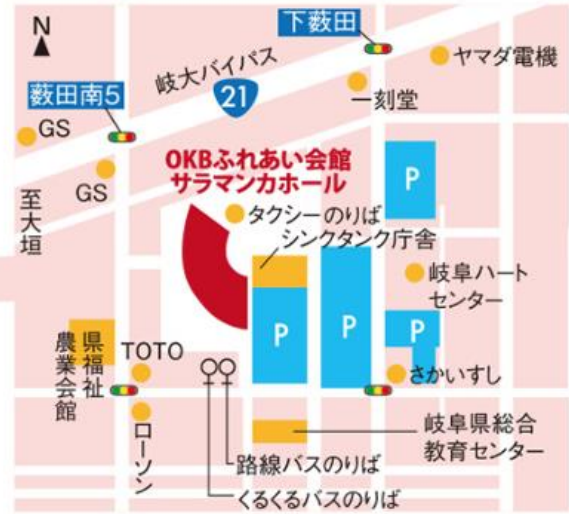 N
下薮田
ヤマダ電機
岐大バイパス
21
一刻堂
薮田南5
GS
GS
至大垣
OKBふれあい会館
サラマンカホール
P
タクシーのりば
シンクタンク庁舎
岐阜ハート
センター
P
P
P
県福祉
農業会館
TOTO
さかいすし
ローソン
岐阜県総合
教育センター
路線バスのりば
くるくるバスのりば